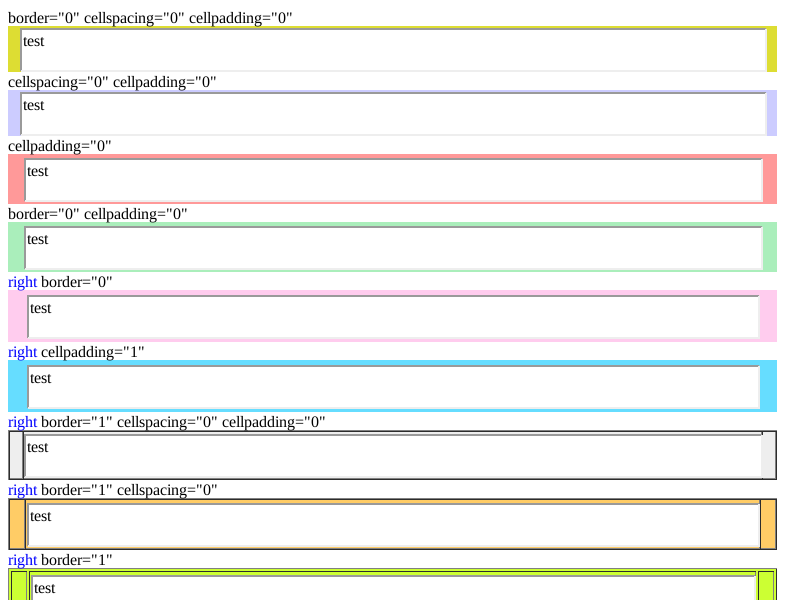 border="0" cellspacing="0" cellpadding="0"
test
cellspacing="0" cellpadding="0"
test
cellpadding="0"
test
border="0" cellpadding="0"
test
right border="0"
test
right cellpadding="1"
test
right border="1" cellspacing="0" cellpadding="0"
test
right border="1" cellspacing="0"
test
right border="1"
test